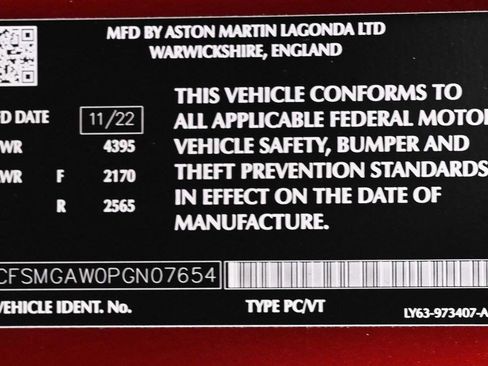 MFD BY ASTON MARTIN LAGONDA LTD
WARWICKSHIRE, ENGLAND
D DATE 11/22
WR 4395
WR F 2170
R 2565
THIS VEHICLE CONFORMS TO
ALL APPLICABLE FEDERAL MOTOR
VEHICLE SAFETY, BUMPER AND
THEFT PREVENTION STANDARDS
IN EFFECT ON THE DATE OF
MANUFACTURE.
CFSMGAW0PGN07654
VEHICLE IDENT. No. TYPE PC/VT LY63-973407-A